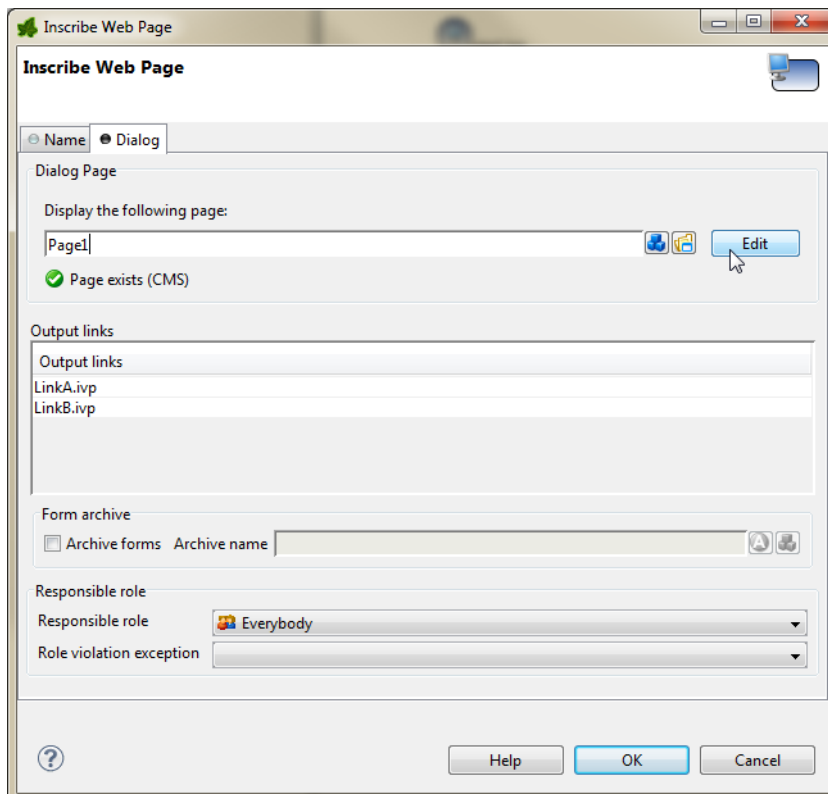 Inscribe Web Page
Inscribe Web Page
Name Dialog
Dialog Page
Display the following page:
Page1 Edit
Page exists (CMS)
Output links
Output links
LinkA.ivp
LinkB.ivp
Form archive
Archive forms Archive name A
Responsible role
Responsible role Everybody
Role violation exception
? Help OK Cancel